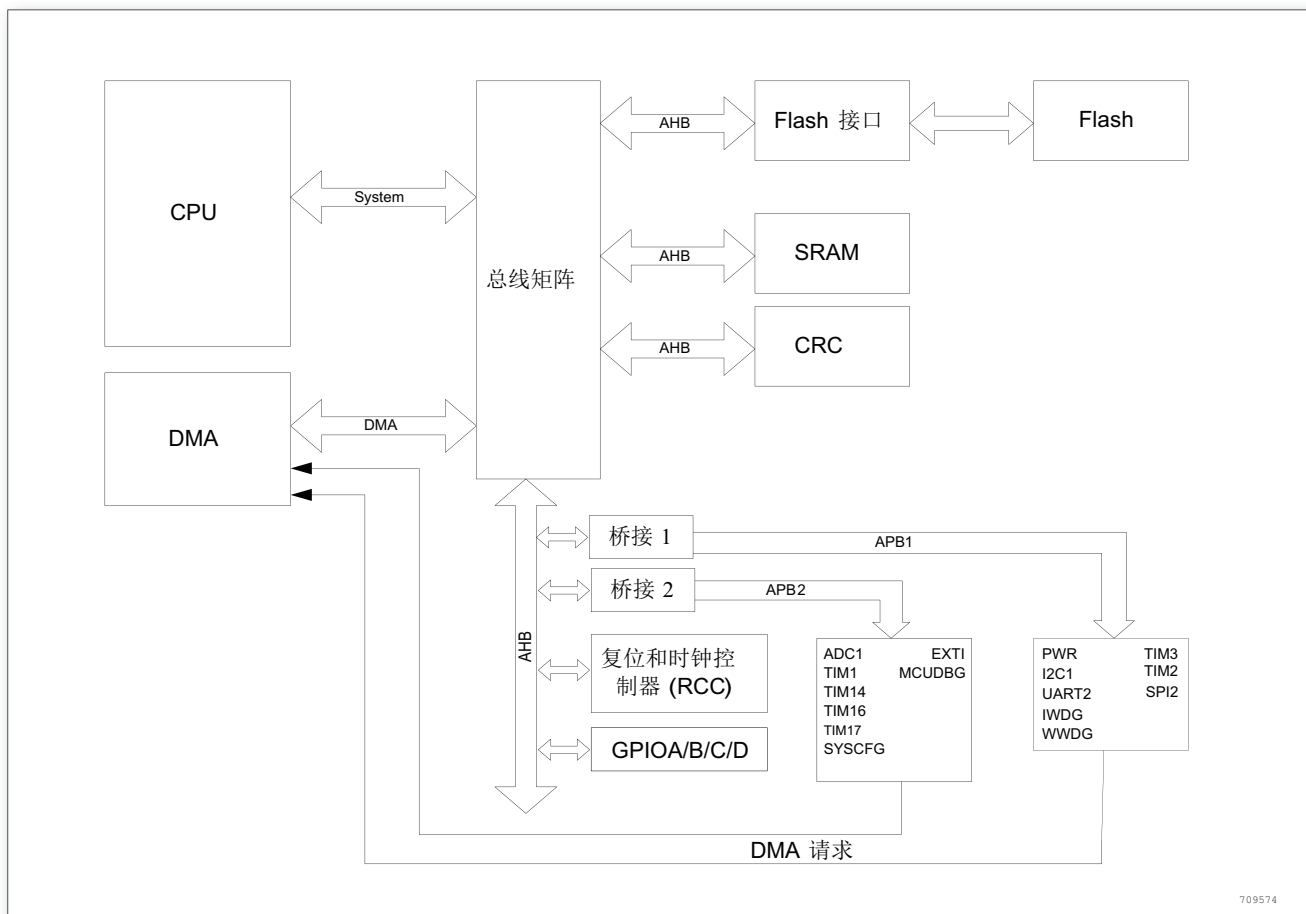 CPU
System
总线矩阵
AHB
Flash 接口
Flash
AHB
SRAM
AHB
CRC
DMA
DMA
AHB
桥接 1
APB1
桥接 2
APB2
复位和时钟控
制器 (RCC)
GPIOA/B/C/D
ADC1 EXTI
TIM1 MCUDBG
TIM14
TIM16
TIM17
SYSCFG
PWR TIM3
I2C1 TIM2
UART2 SPI2
IWDG
WWDG
DMA 请求
709574